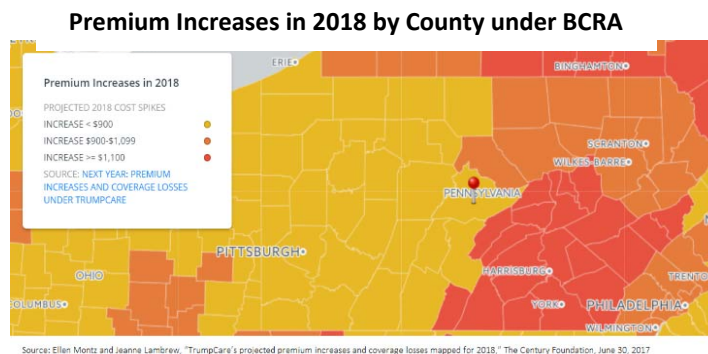 Premium Increases in 2018 by County under BCRA
ERIE
BINGHAMTON
Premium Increases in 2018
PROJECTED 2018 COST SPIKES
INCREASE < $900
INCREASE $900-$1,099
INCREASE >= $1,100
SOURCE: NEXT YEAR: PREMIUM
INCREASES AND COVERAGE LOSSES
UNDER TRUMPCARE
SCRANTON
WILKES-BARRE
PENNSYLVANIA
PITTSBURGH
OHIO
HARRISBURG
TRENTO
OLUMBUS
YORK
PHILADELPHIA
WILMINGTON
Source: Ellen Montz and Jeanne Lambrew, "TrumpCare's projected premium increases and coverage losses mapped for 2018," The Century Foundation, June 30, 2017